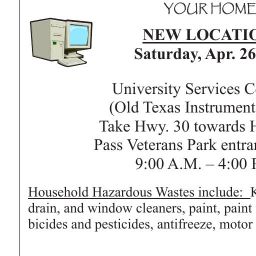 YOUR HOME
NEW LOCATIO
Saturday, Apr. 26
University Services C
(Old Texas Instrument
Take Hwy. 30 towards H
Pass Veterans Park entran
9:00 A.M. – 4:00 P
Household Hazardous Wastes include: K
drain, and window cleaners, paint, paint
bicides and pesticides, antifreeze, motor